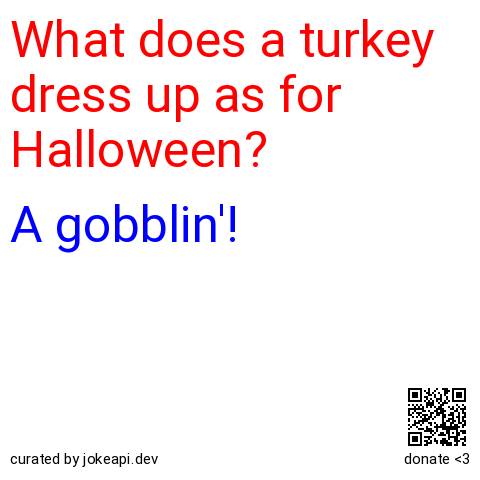 What does a turkey
dress up as for
Halloween?
A gobblin'!
curated by jokeapi.dev
donate <3